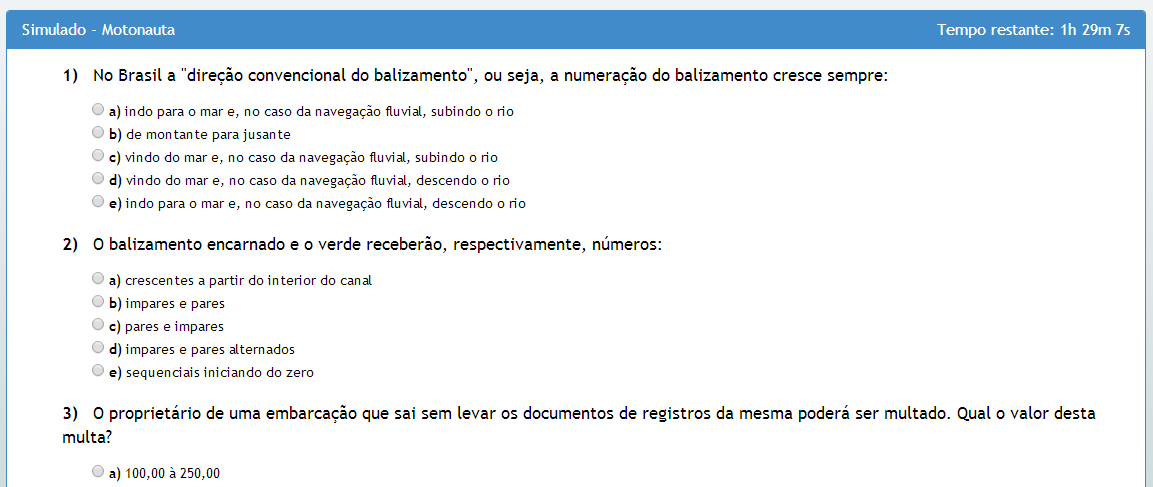 Simulado - Motonauta Tempo restante: 1h 29m 7s
1) No Brasil a "direção convencional do balizamento", ou seja, a numeração do balizamento cresce sempre:
a) indo para o mar e, no caso da navegação fluvial, subindo o rio
b) de montante para jusante
c) vindo do mar e, no caso da navegação fluvial, subindo o rio
d) vindo do mar e, no caso da navegação fluvial, descendo o rio
e) indo para o mar e, no caso da navegação fluvial, descendo o rio
2) O balizamento encarnado e o verde receberão, respectivamente, números:
a) crescentes a partir do interior do canal
b) impares e pares
c) pares e impares
d) impares e pares alternados
e) sequenciais iniciando do zero
3) O proprietário de uma embarcação que sai sem levar os documentos de registros da mesma poderá ser multado. Qual o valor desta
multa?
a) 100,00 à 250,00